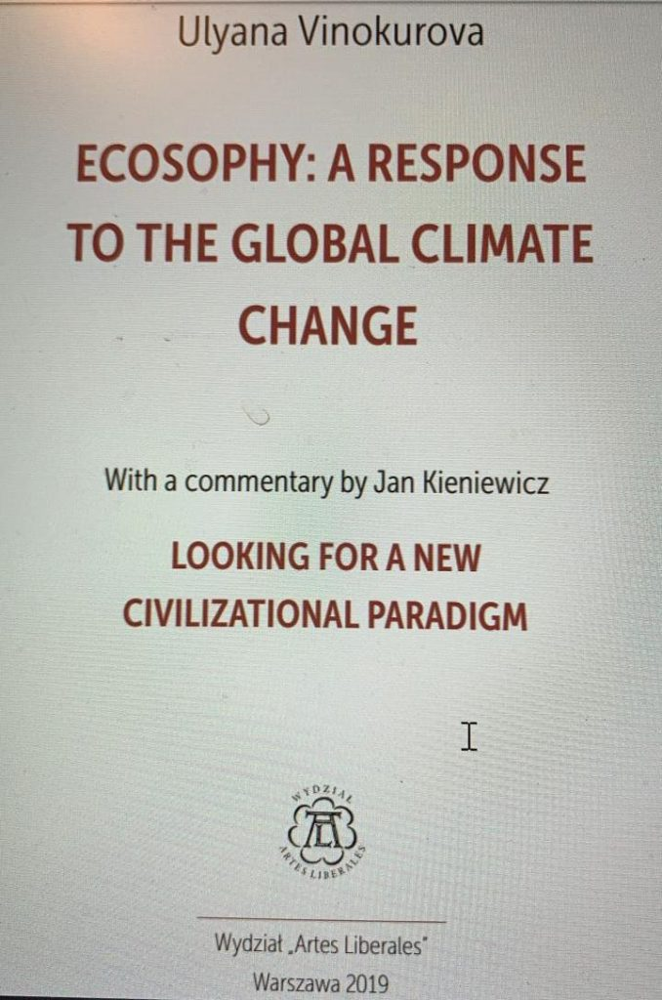 Ulyana Vinokurova
ECOSOPHY: A RESPONSE
TO THE GLOBAL CLIMATE
CHANGE
With a commentary by Jan Kieniewicz
LOOKING FOR A NEW
CIVILIZATIONAL PARADIGM
WYDZIAŁ
AL
ARTES LIBERALES
Wydział „Artes Liberales”
Warszawa 2019